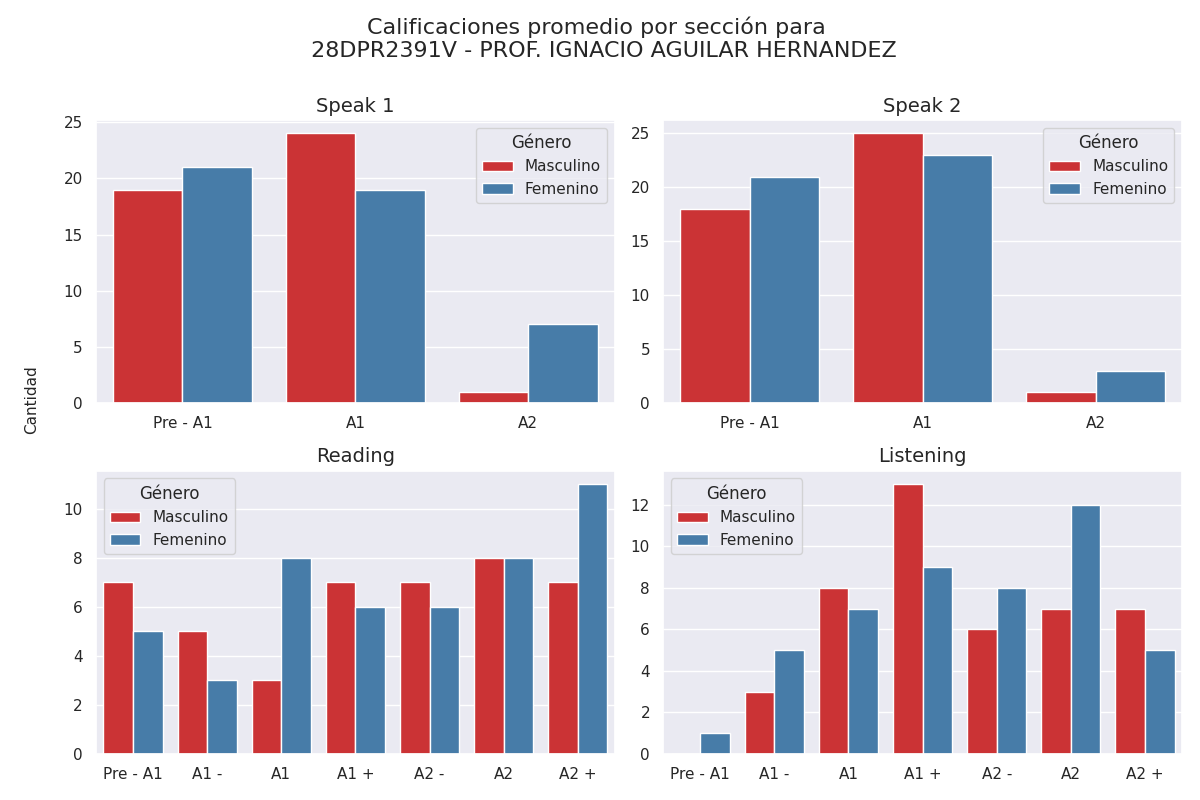 Calificaciones promedio por sección para
28DPR2391V - PROF. IGNACIO AGUILAR HERNANDEZ
Cantidad
Speak 1
25
20
15
10
5
0
Género
Masculino
Femenino
Pre - A1 A1 A2
Speak 2
25
20
15
10
5
0
Género
Masculino
Femenino
Pre - A1 A1 A2
Reading
10
8
6
4
2
0
Género
Masculino
Femenino
Pre - A1 A1 - A1 A1 + A2 - A2 A2 +
Listening
12
10
8
6
4
2
0
Género
Masculino
Femenino
Pre - A1 A1 - A1 A1 + A2 - A2 A2 +